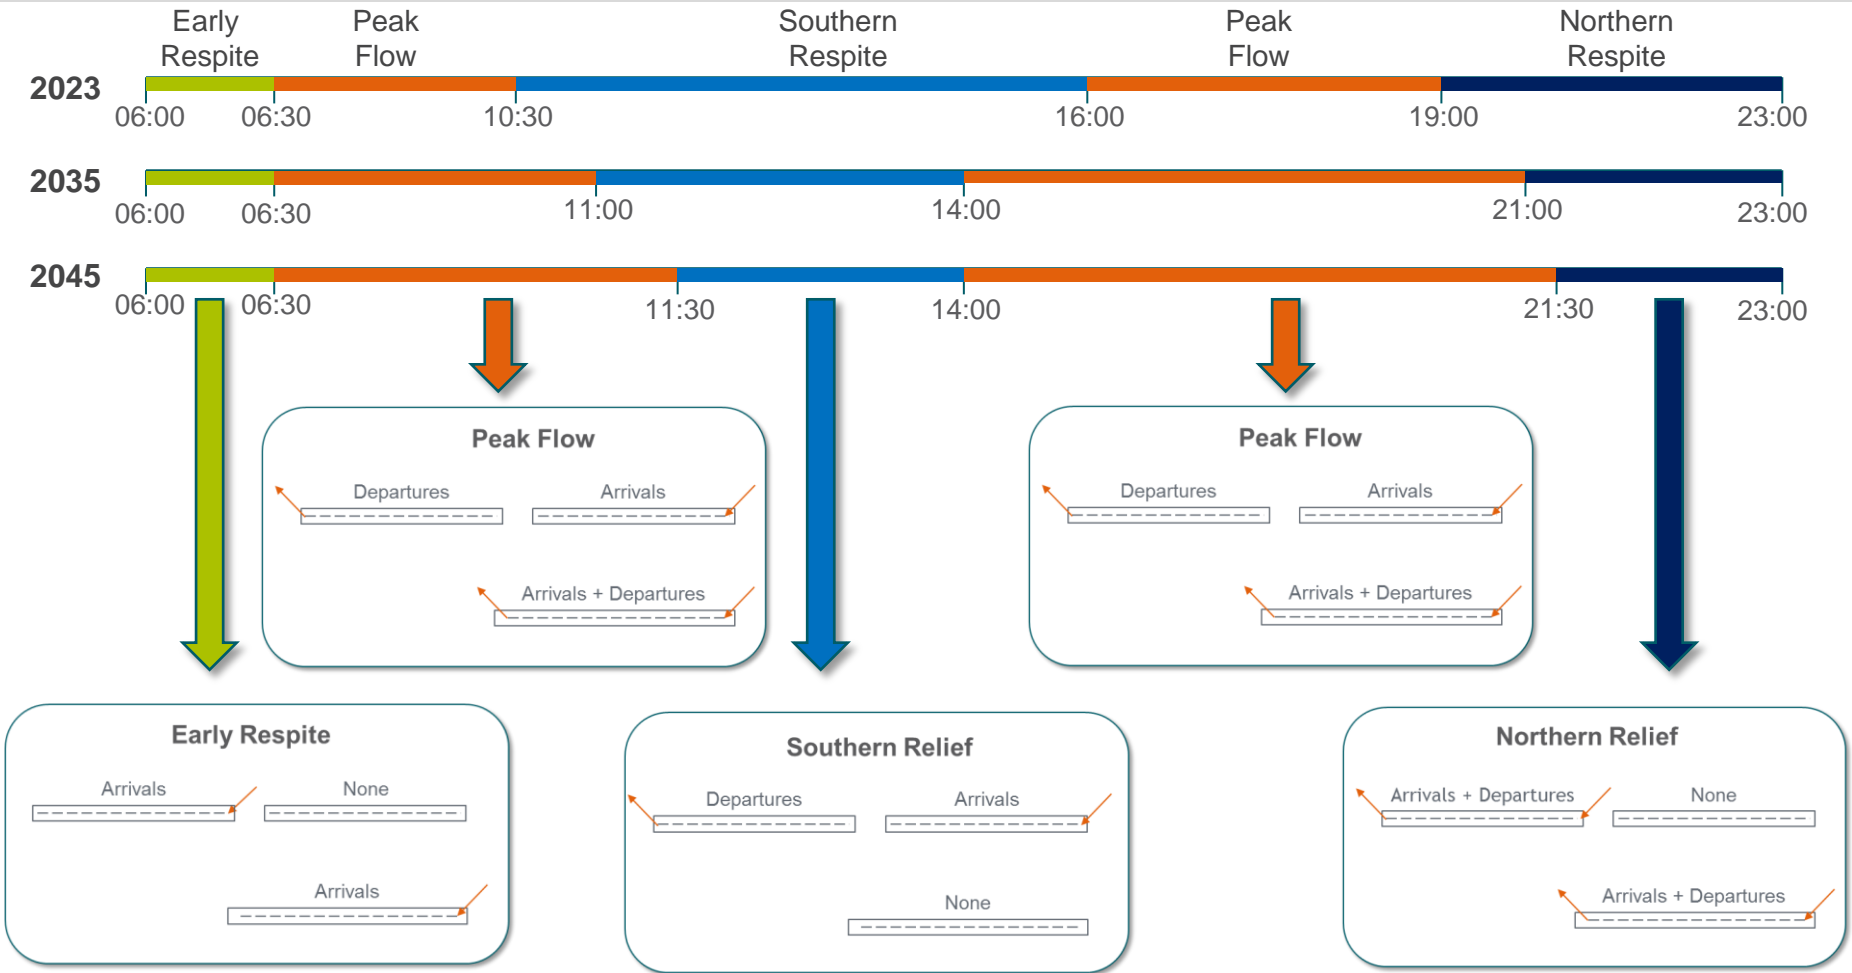 Early
Respite
Peak
Flow
Southern
Respite
Peak
Flow
Northern
Respite
2023
06:00 06:30 10:30 16:00 19:00 23:00
2035
06:00 06:30 11:00 14:00 21:00 23:00
2045
06:00 06:30 11:30 14:00 21:30 23:00
Peak Flow
Departures Arrivals
Arrivals + Departures
Peak Flow
Departures Arrivals
Arrivals + Departures
Early Respite
Arrivals None
Arrivals
Southern Relief
Departures Arrivals
None
Northern Relief
Arrivals + Departures None
Arrivals + Departures